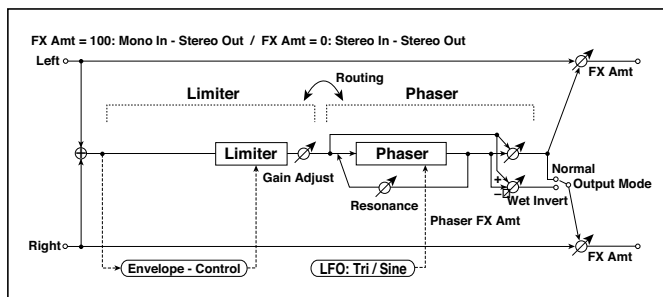 FX Amt = 100: Mono In - Stereo Out / FX Amt = 0: Stereo In - Stereo Out
Left
FX Amt
Routing
Limiter
Phaser
Limiter
Gain Adjust
Phaser
Resonance
+
−
Normal
Output Mode
Wet Invert
Phaser FX Amt
Right
FX Amt
Envelope - Control
LFO: Tri / Sine